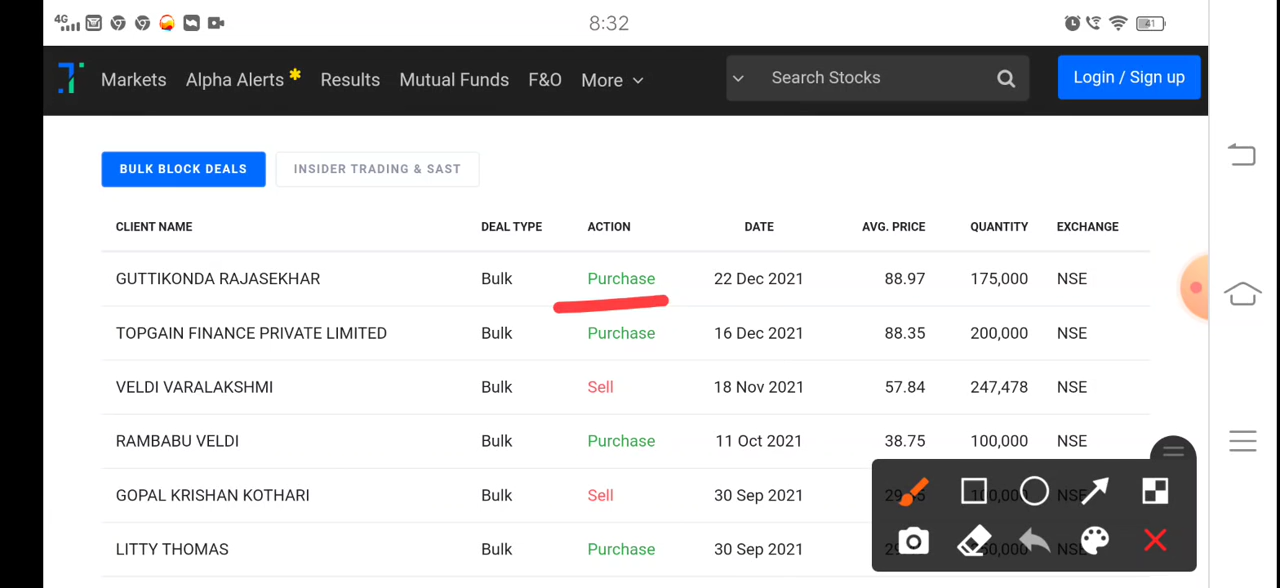 4G 8:32 41
Markets Alpha Alerts Results Mutual Funds F&O More Search Stocks Login / Sign up
BULK BLOCK DEALS INSIDER TRADING & SAST
CLIENT NAME DEAL TYPE ACTION DATE AVG. PRICE QUANTITY EXCHANGE
GUTTIKONDA RAJASEKHAR Bulk Purchase 22 Dec 2021 88.97 175,000 NSE
TOPGAIN FINANCE PRIVATE LIMITED Bulk Purchase 16 Dec 2021 88.35 200,000 NSE
VELDI VARALAKSHMI Bulk Sell 18 Nov 2021 57.84 247,478 NSE
RAMBABU VELDI Bulk Purchase 11 Oct 2021 38.75 100,000 NSE
GOPAL KRISHAN KOTHARI Bulk Sell 30 Sep 2021 NSE
LITTY THOMAS Bulk Purchase 30 Sep 2021